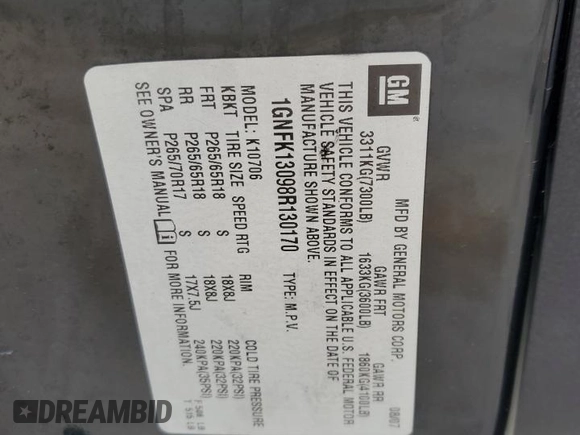 GM
MFD BY GENERAL MOTORS CORP. 08/07
GVWR GAWR FRT GAWR RR
3311KG(7300LB) 1633KG(3600LB) 1860KG(4100LB)
THIS VEHICLE CONFORMS TO ALL APPLICABLE U.S. FEDERAL MOTOR
VEHICLE SAFETY STANDARDS IN EFFECT ON THE DATE OF
MANUFACTURE SHOWN ABOVE.
1GNFK13098R130170 TYPE: M.P.V.
MODEL: K10706
KBKT TIRE SIZE SPEED RTG RIM COLD TIRE PRESSURE
FRT P265/65R18 S 18X8J 220KPA(32PSI)
RR P265/65R18 S 18X8J 220KPA(32PSI)
SPA P265/70R17 S 17X7.5J 240KPA(35PSI)
SEE OWNER'S MANUAL FOR MORE INFORMATION.
DREAMBID